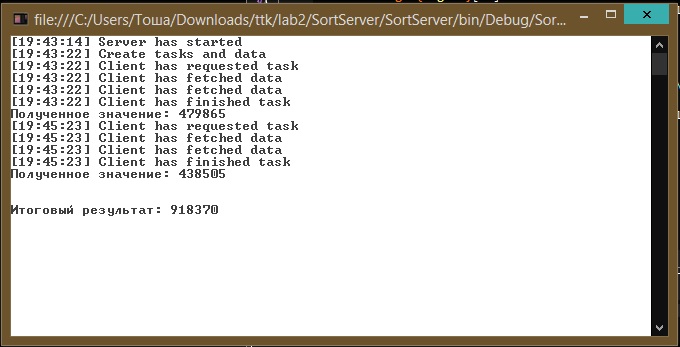 file:///C:/Users/Тоша/Downloads/ttk/lab2/SortServer/SortServer/bin/Debug/Sor...
[19:43:14] Server has started
[19:43:22] Create tasks and data
[19:43:22] Client has requested task
[19:43:22] Client has fetched data
[19:43:22] Client has fetched data
[19:43:22] Client has finished task
Полученное значение: 479865
[19:45:23] Client has requested task
[19:45:23] Client has fetched data
[19:45:23] Client has fetched data
[19:45:23] Client has finished task
Полученное значение: 438505
Итоговый результат: 918370